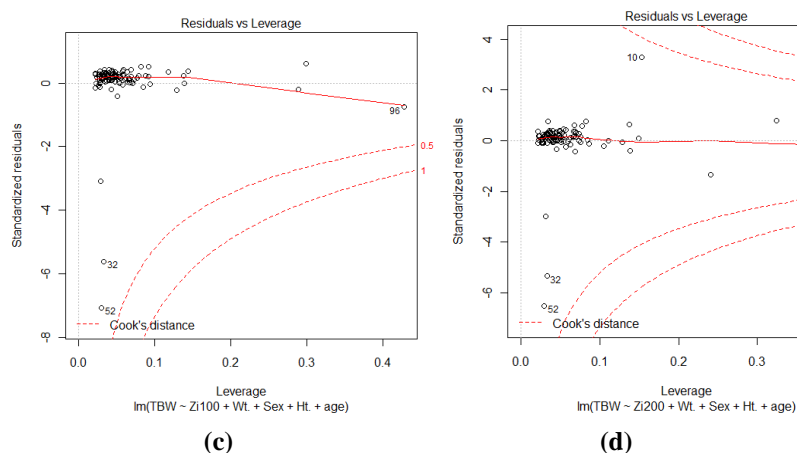 Residuals vs Leverage
Standardized residuals
0
-2
-4
-6
-8
96
32
52
0.5
1
Cook's distance
0.0
0.1
0.2
0.3
0.4
Leverage
lm(TBW ~ Zi100 + Wt. + Sex + Ht. + age)
(c)
Residuals vs Leverage
Standardized residuals
4
2
0
-2
-4
-6
10
32
52
Cook's distance
0.0
0.1
0.2
0.3
Leverage
lm(TBW ~ Zi200 + Wt. + Sex + Ht. + age)
(d)